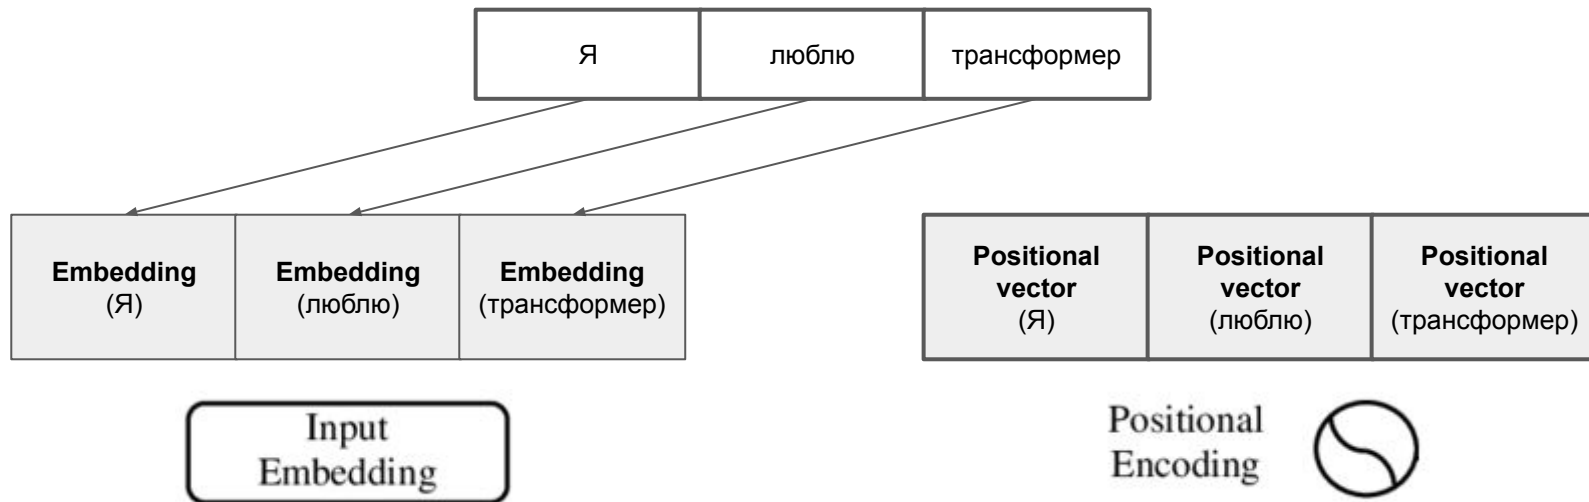 Я
люблю
трансформер
Embedding
(Я)
Embedding
(люблю)
Embedding
(трансформер)
Positional
vector
(Я)
Positional
vector
(люблю)
Positional
vector
(трансформер)
Input
Embedding
Positional
Encoding